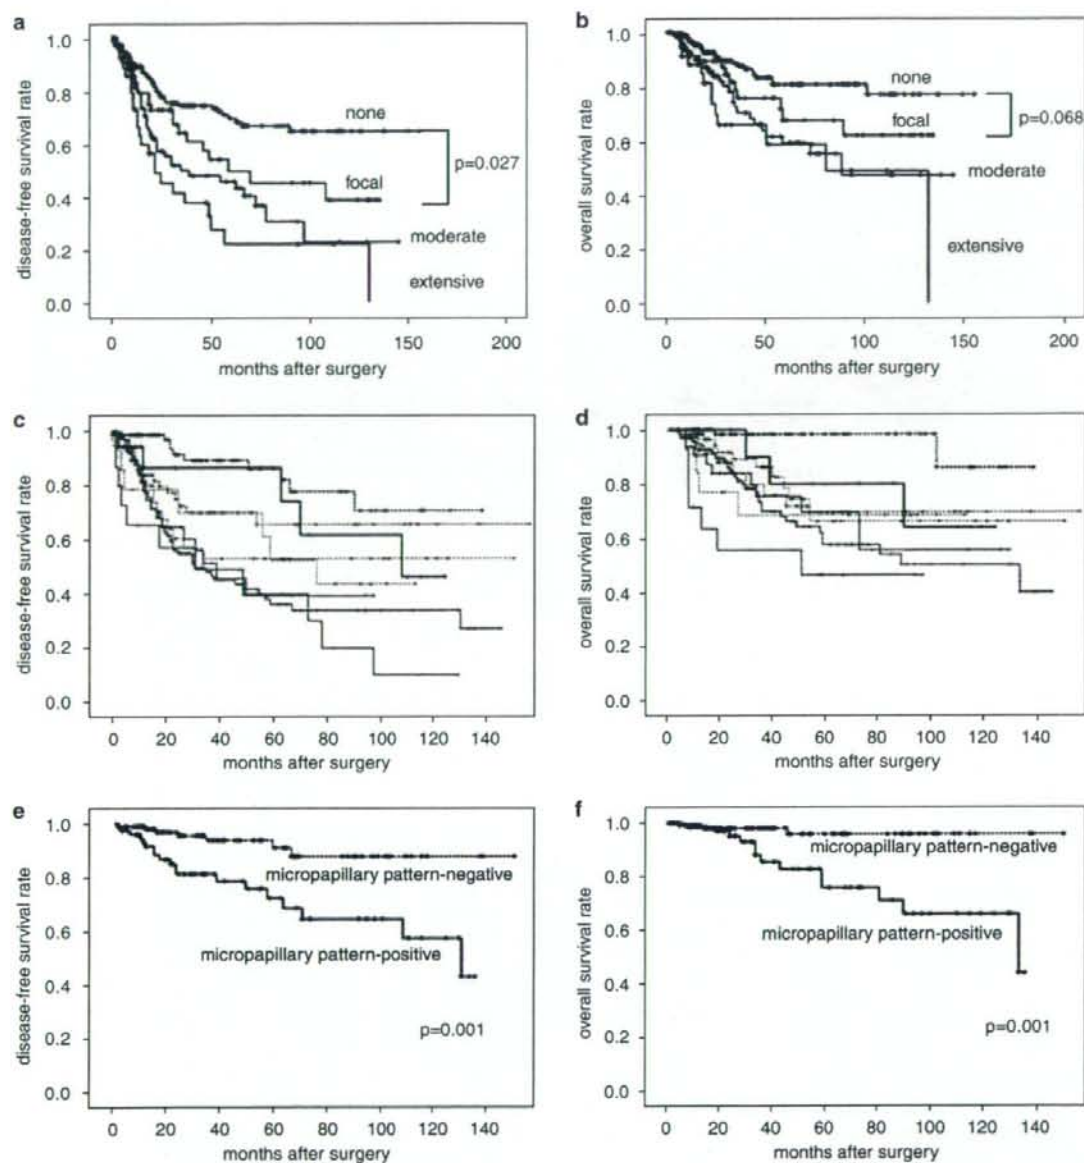 a
disease-free survival rate
1.0
0.8
0.6
0.4
0.2
0.0
none
focal
p=0.027
moderate
extensive
0 50 100 150 200
months after surgery
b
overall survival rate
1.0
0.8
0.6
0.4
0.2
0.0
none
focal
p=0.068
moderate
extensive
0 50 100 150 200
months after surgery
c
disease-free survival rate
1.0
0.8
0.6
0.4
0.2
0.0
0 20 40 60 80 100 120 140
months after surgery
d
overall survival rate
1.0
0.8
0.6
0.4
0.2
0.0
0 20 40 60 80 100 120 140
months after surgery
e
disease-free survival rate
1.0
0.8
0.6
0.4
0.2
0.0
micropapillary pattern-negative
micropapillary pattern-positive
p=0.001
0 20 40 60 80 100 120 140
months after surgery
f
overall survival rate
1.0
0.8
0.6
0.4
0.2
0.0
micropapillary pattern-negative
micropapillary pattern-positive
p=0.001
0 20 40 60 80 100 120 140
months after surgery